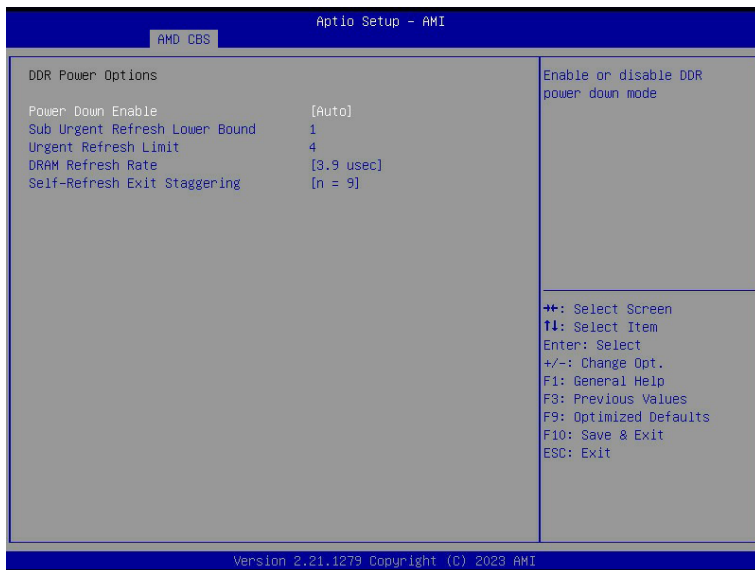 Aptio Setup – AMI
AMD CBS
DDR Power Options
Power Down Enable [Auto]
Sub Urgent Refresh Lower Bound 1
Urgent Refresh Limit 4
DRAM Refresh Rate [3.9 usec]
Self-Refresh Exit Staggering [n = 9]
Enable or disable DDR
power down mode
→←: Select Screen
↑↓: Select Item
Enter: Select
+/-: Change Opt.
F1: General Help
F3: Previous Values
F9: Optimized Defaults
F10: Save & Exit
ESC: Exit
Version 2.21.1279 Copyright (C) 2023 AMI